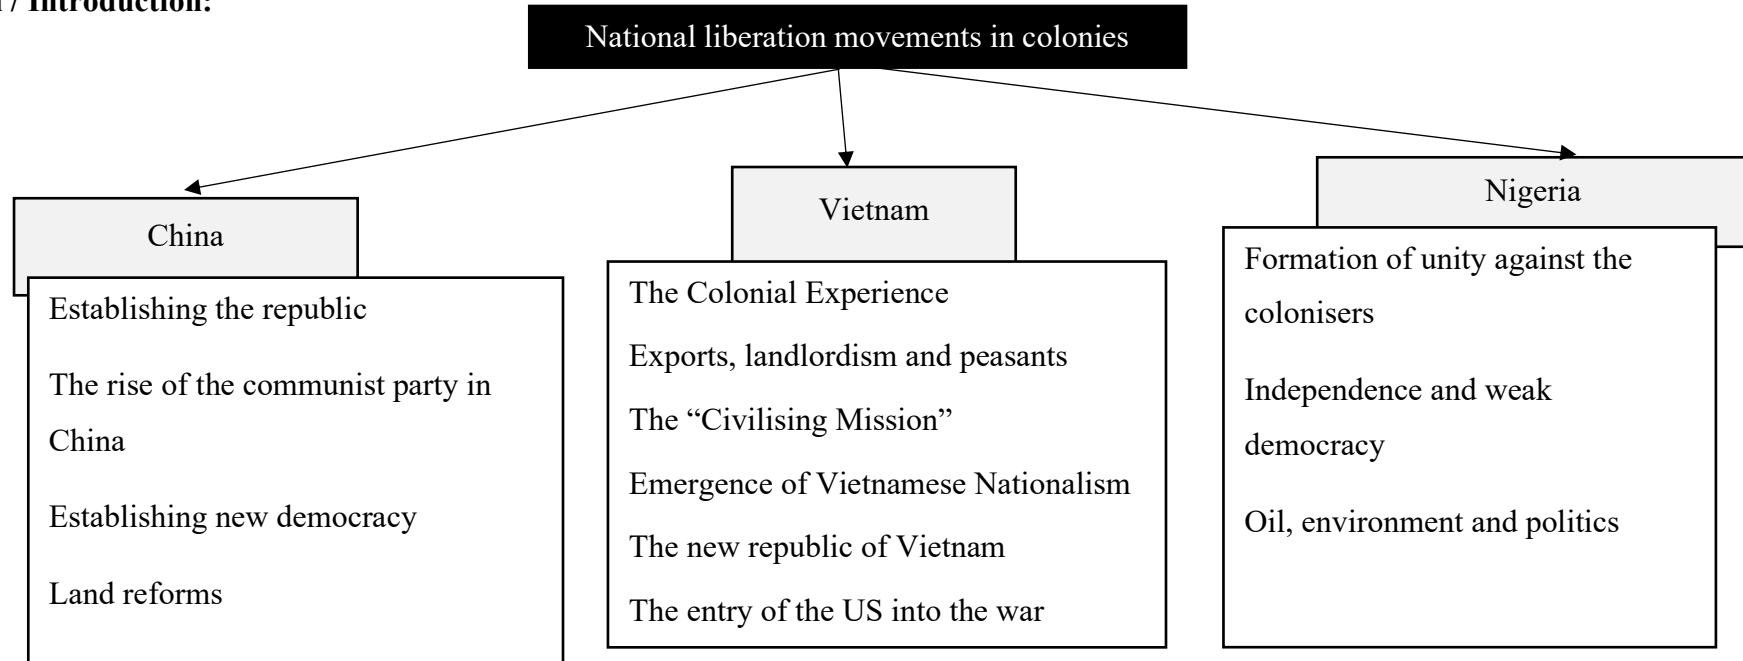 / Introduction:
National liberation movements in colonies
China
Establishing the republic
The rise of the communist party in
China
Establishing new democracy
Land reforms
Vietnam
The Colonial Experience
Exports, landlordism and peasants
The “Civilising Mission”
Emergence of Vietnamese Nationalism
The new republic of Vietnam
The entry of the US into the war
Nigeria
Formation of unity against the
colonisers
Independence and weak
democracy
Oil, environment and politics